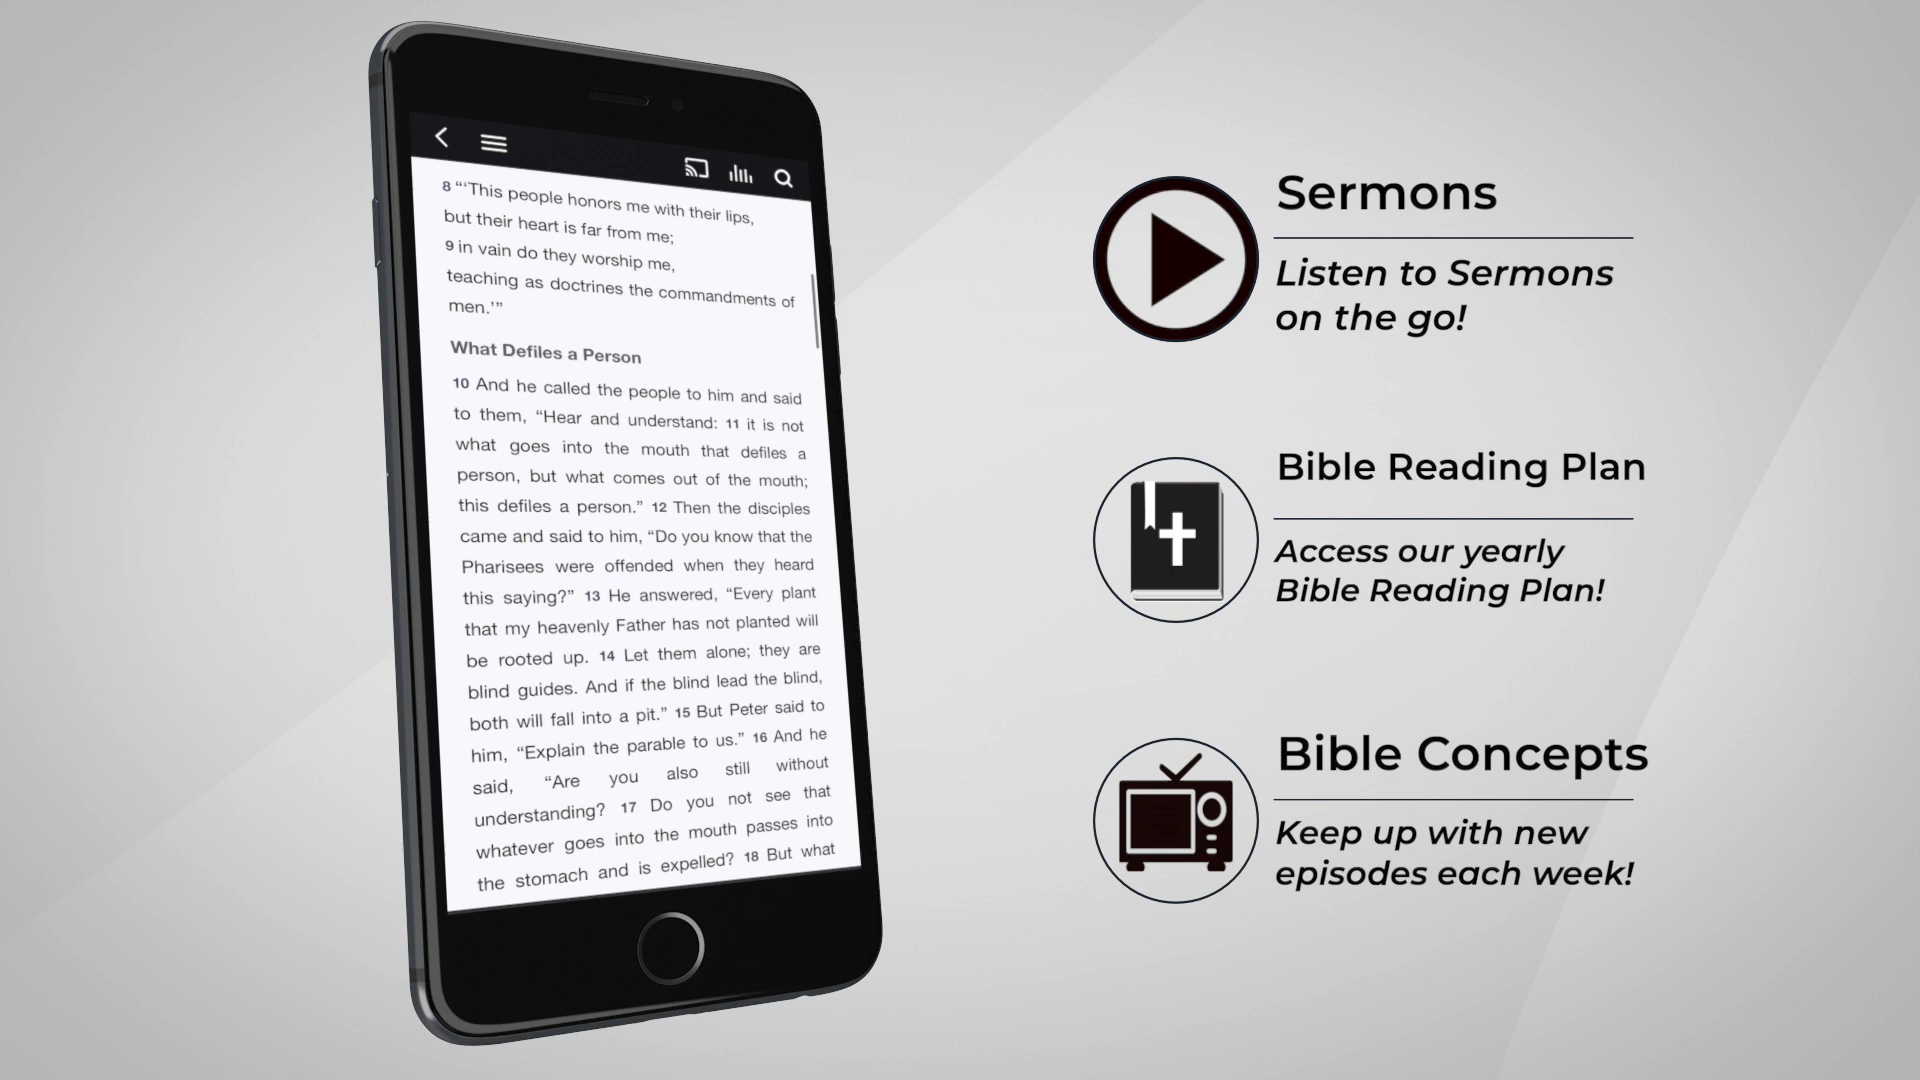 8 “‘This people honors me with their lips,
but their heart is far from me;
9 in vain do they worship me,
teaching as doctrines the commandments of
men.’”
What Defiles a Person
10 And he called the people to him and said
to them, “Hear and understand: 11 it is not
what goes into the mouth that defiles a
person, but what comes out of the mouth;
this defiles a person.” 12 Then the disciples
came and said to him, “Do you know that the
Pharisees were offended when they heard
this saying?” 13 He answered, “Every plant
that my heavenly Father has not planted will
be rooted up. 14 Let them alone; they are
blind guides. And if the blind lead the blind,
both will fall into a pit.” 15 But Peter said to
him, “Explain the parable to us.” 16 And he
said, “Are you also still without
understanding? 17 Do you not see that
whatever goes into the mouth passes into
the stomach and is expelled? 18 But what
Sermons
Listen to Sermons
on the go!
Bible Reading Plan
Access our yearly
Bible Reading Plan!
Bible Concepts
Keep up with new
episodes each week!